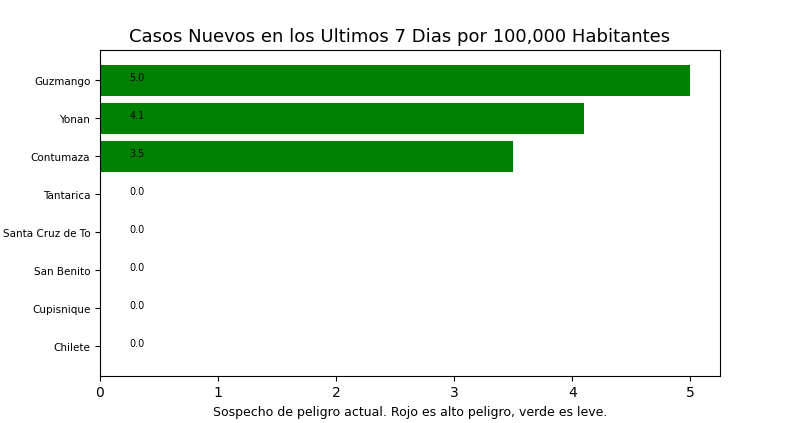 Casos Nuevos en los Ultimos 7 Dias por 100,000 Habitantes
Guzmango 5.0
Yonan 4.1
Contumaza 3.5
Tantarica 0.0
Santa Cruz de To 0.0
San Benito 0.0
Cupisnique 0.0
Chilete 0.0
0 1 2 3 4 5
Sospecho de peligro actual. Rojo es alto peligro, verde es leve.